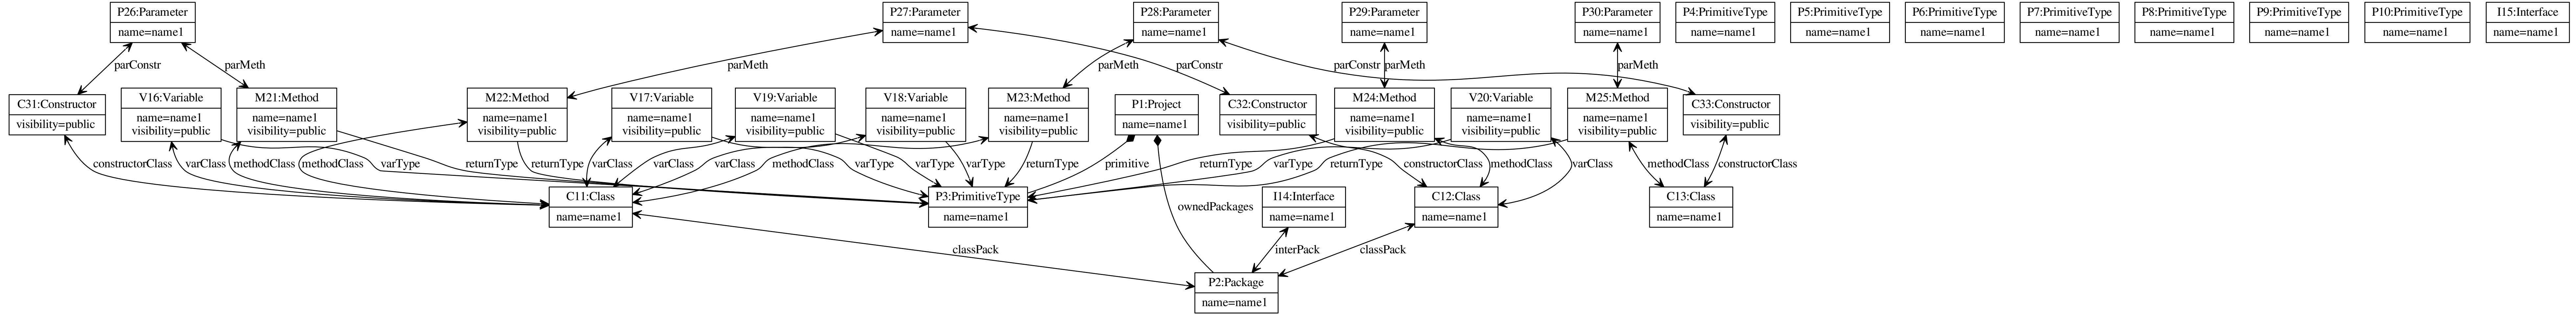 P26:Parameter
name=name1
P27:Parameter
name=name1
P28:Parameter
name=name1
P29:Parameter
name=name1
P30:Parameter
name=name1
P4:PrimitiveType
name=name1
P5:PrimitiveType
name=name1
P6:PrimitiveType
name=name1
P7:PrimitiveType
name=name1
P8:PrimitiveType
name=name1
P9:PrimitiveType
name=name1
P10:PrimitiveType
name=name1
I15:Interface
name=name1
parConstr
parMeth
parMeth
parMeth
parConstr
parConstr
parMeth
parMeth
C31:Constructor
visibility=public
V16:Variable
name=name1
visibility=public
M21:Method
name=name1
visibility=public
M22:Method
name=name1
visibility=public
V17:Variable
name=name1
visibility=public
V19:Variable
name=name1
visibility=public
V18:Variable
name=name1
visibility=public
M23:Method
name=name1
visibility=public
P1:Project
name=name1
C32:Constructor
visibility=public
M24:Method
name=name1
visibility=public
V20:Variable
name=name1
visibility=public
M25:Method
name=name1
visibility=public
C33:Constructor
visibility=public
constructorClass
varClass
methodClass
methodClass
varType
returnType
returnType
varClass
varClass
varClass
methodClass
varType
varType
varType
returnType
primitive
returnType
varType
returnType
constructorClass
methodClass
varClass
methodClass
constructorClass
C11:Class
name=name1
P3:PrimitiveType
name=name1
ownedPackages
I14:Interface
name=name1
C12:Class
name=name1
C13:Class
name=name1
classPack
interPack
classPack
P2:Package
name=name1